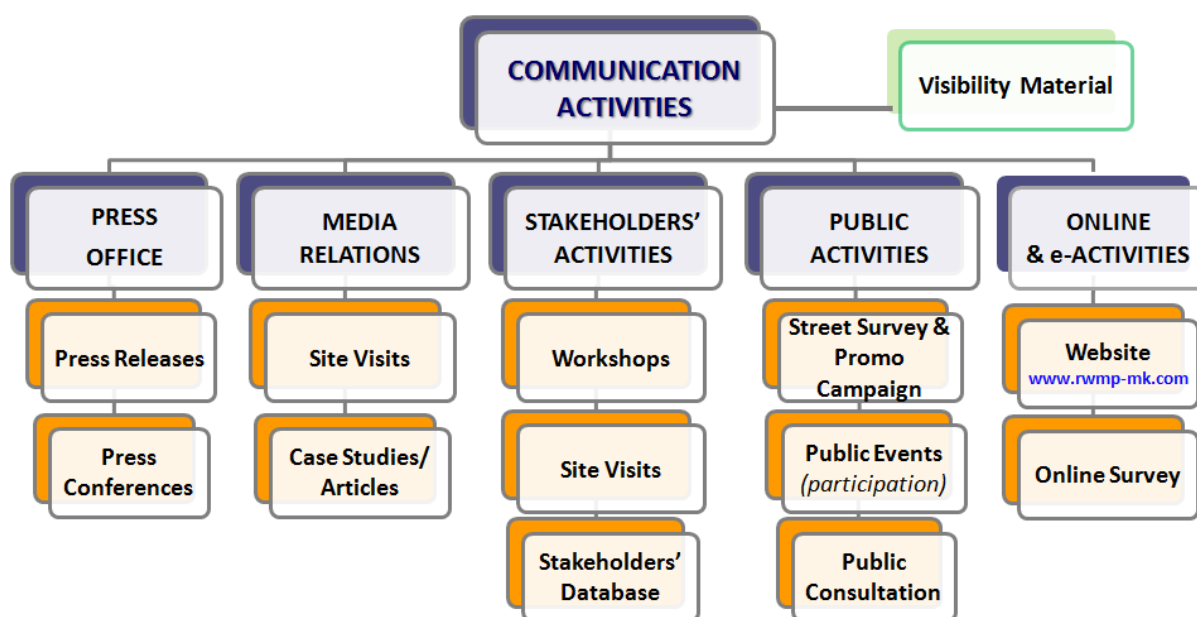 COMMUNICATION
ACTIVITIES
Visibility Material
PRESS
OFFICE
MEDIA
RELATIONS
STAKEHOLDERS’
ACTIVITIES
PUBLIC
ACTIVITIES
ONLINE
& e-ACTIVITIES
Press Releases
Press
Conferences
Site Visits
Case Studies/
Articles
Workshops
Site Visits
Stakeholders’
Database
Street Survey &
Promo
Campaign
Public Events
(participation)
Public
Consultation
Website
www.rwmp-mk.com
Online Survey